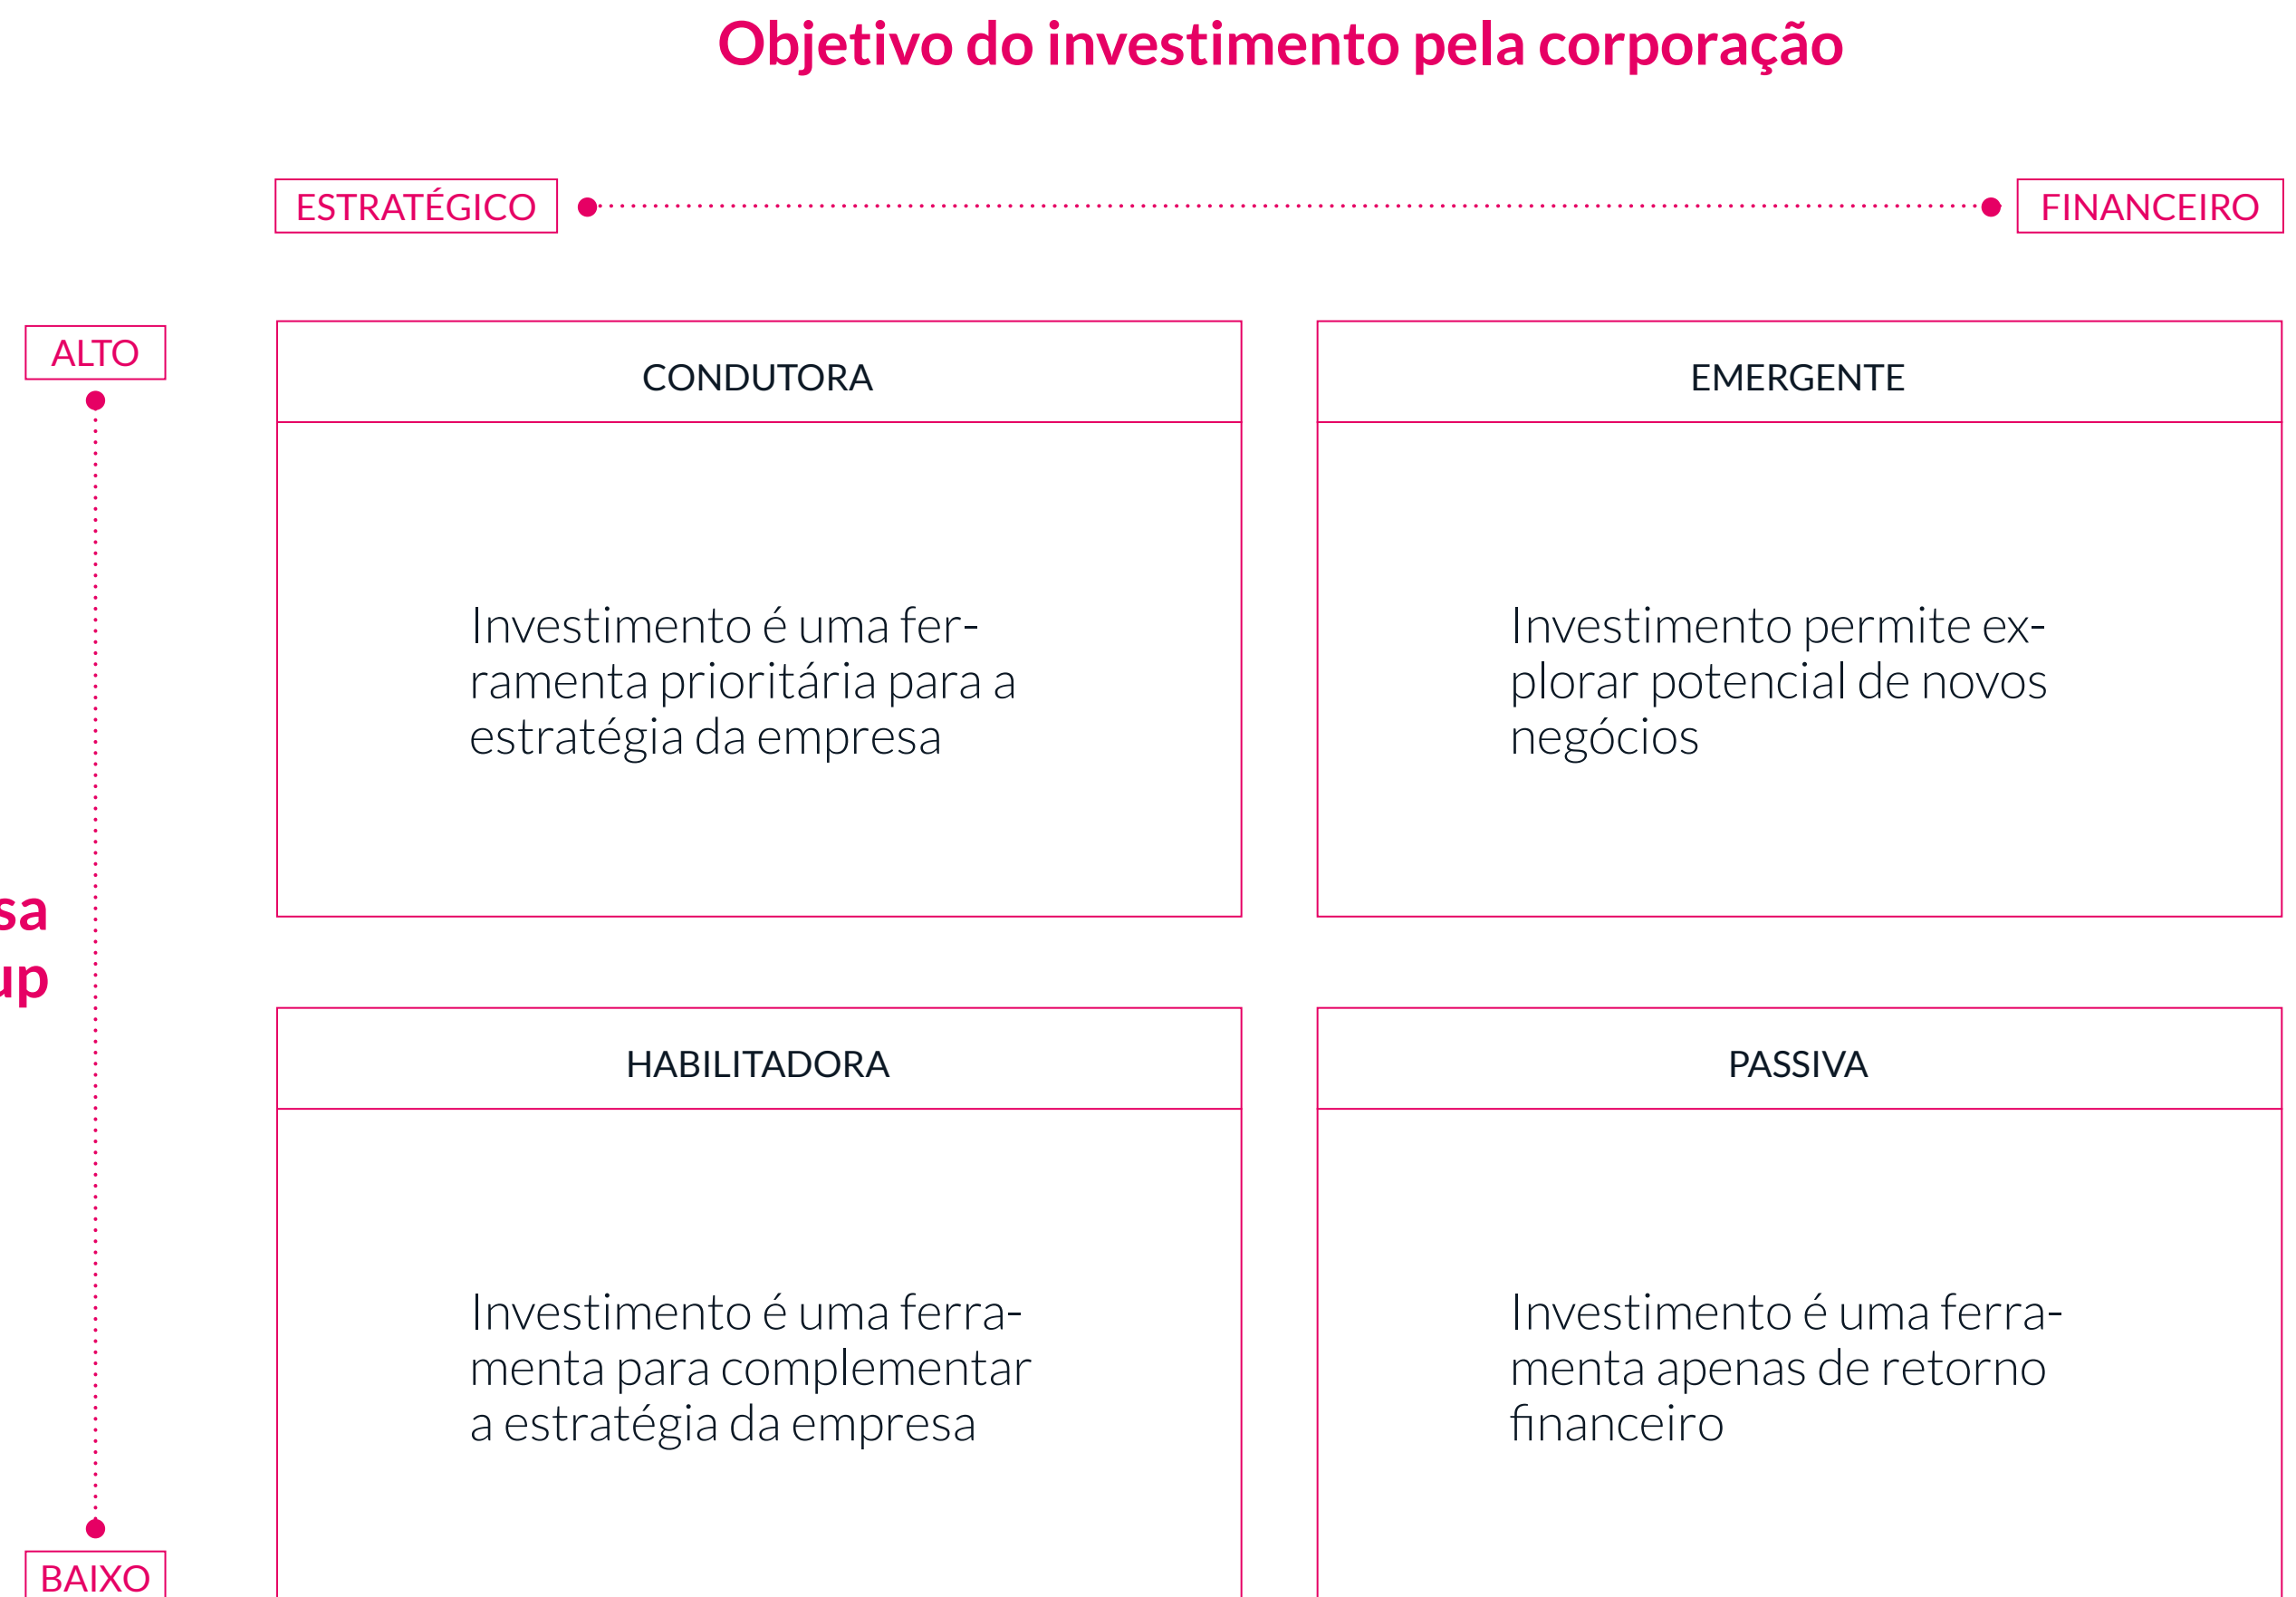 Objetivo do investimento pela corporação
ESTRATÉGICO
FINANCEIRO
ALTO
CONDUTORA
EMERGENTE
Investimento é uma fer-
ramenta prioritária para a
estratégia da empresa
Investimento permite ex-
plorar potencial de novos
negócios
HABILITADORA
PASSIVA
Investimento é uma ferra-
menta para complementar
a estratégia da empresa
Investimento é uma ferra-
menta apenas de retorno
financeiro
BAIXO